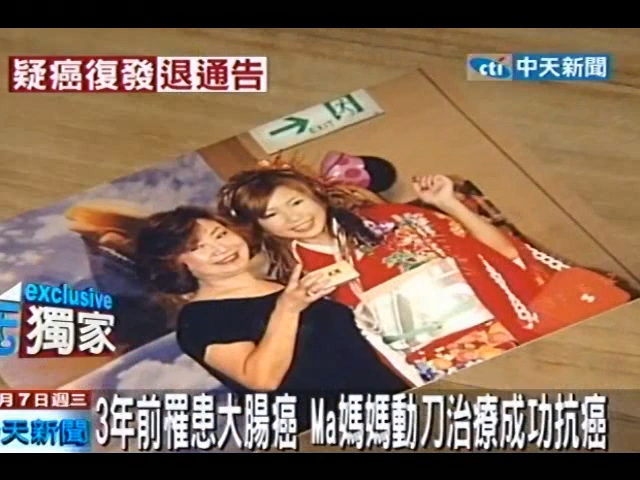 疑癌復發退通告
cti 中天新聞
EXIT
exclusive
獨家
月7日週三
天新聞
3年前罹患大腸癌 Ma媽媽動刀治療成功抗癌